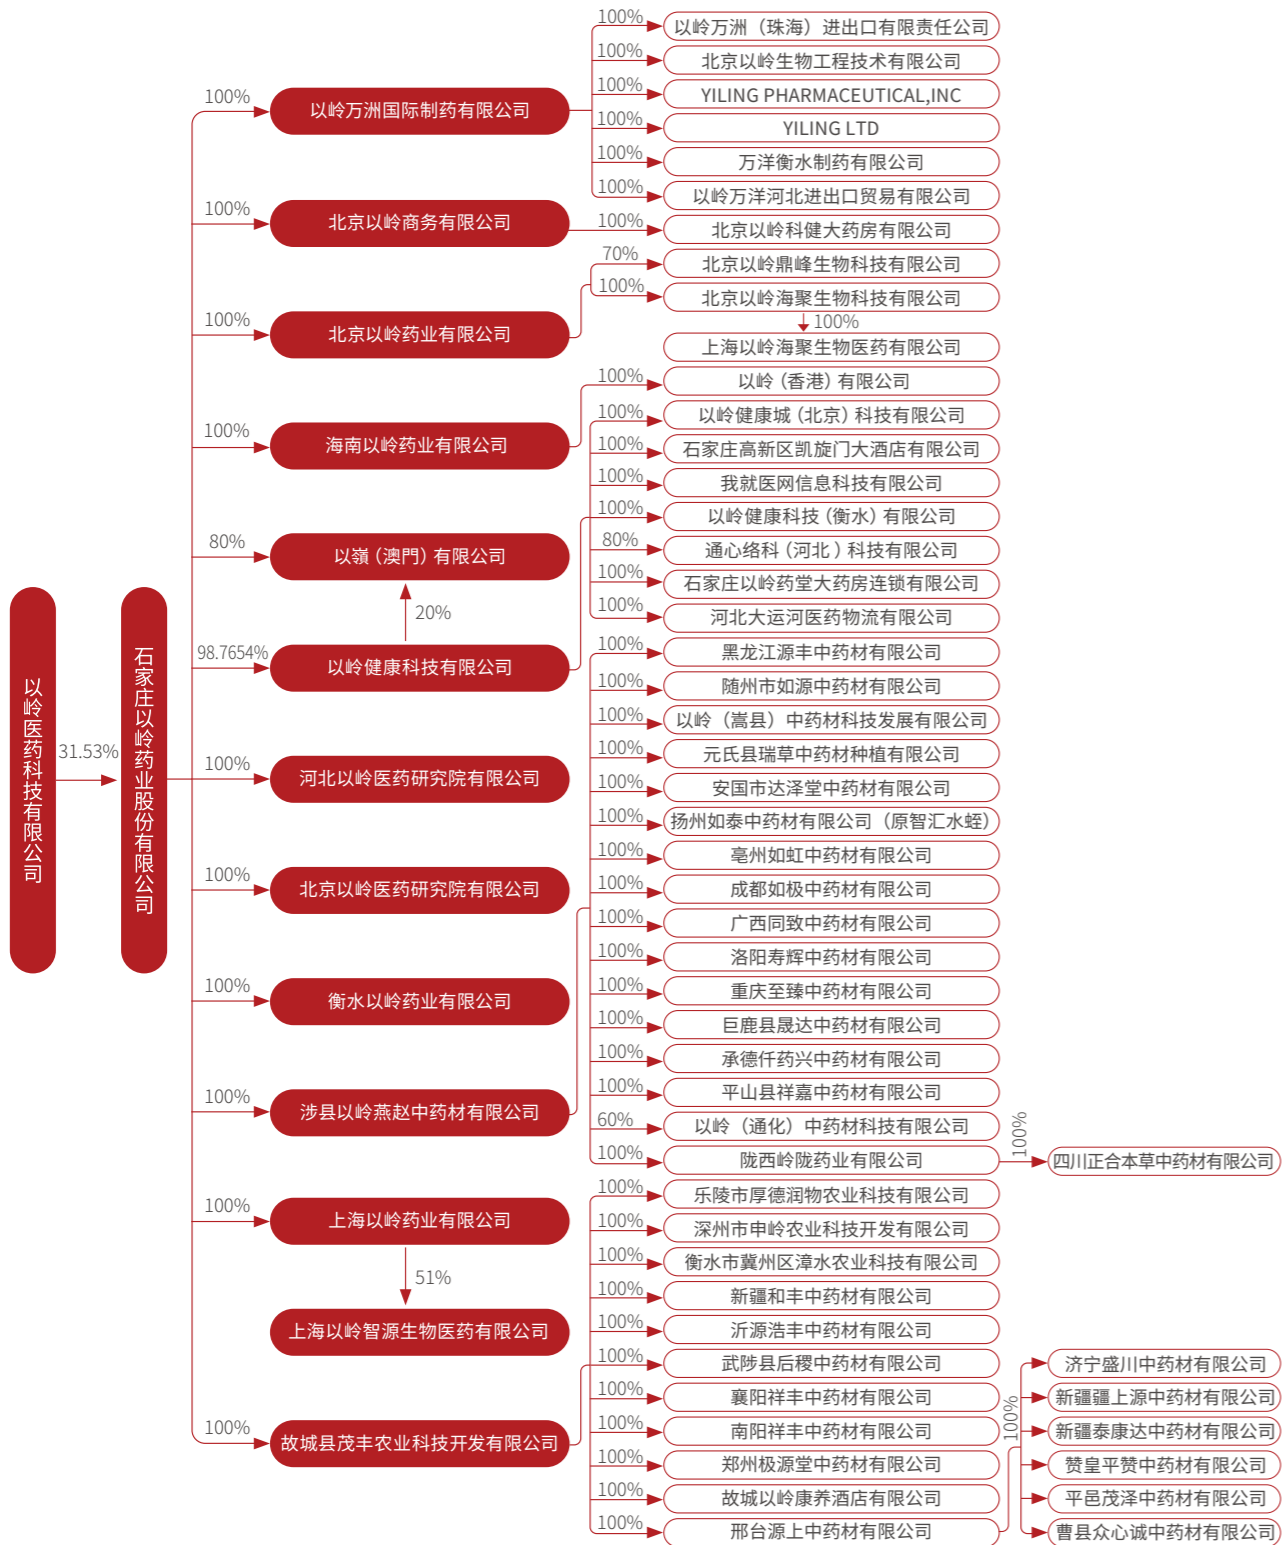 以岭医药科技有限公司
31.53%
石家庄以岭药业股份有限公司
100%
以岭万洲国际制药有限公司
100%
以岭万洲（珠海）进出口有限责任公司
100%
北京以岭生物工程技术有限公司
100%
YILING PHARMACEUTICAL,INC
100%
YILING LTD
100%
万洋衡水制药有限公司
100%
以岭万洋河北进出口贸易有限公司
100%
北京以岭商务有限公司
100%
北京以岭科健大药房有限公司
100%
北京以岭药业有限公司
70%
北京以岭鼎峰生物科技有限公司
100%
北京以岭海聚生物科技有限公司
100%
上海以岭海聚生物医药有限公司
100%
海南以岭药业有限公司
100%
以岭（香港）有限公司
80%
以嶺（澳門）有限公司
20%
98.7654%
以岭健康科技有限公司
100%
以岭健康城（北京）科技有限公司
100%
石家庄高新区凯旋门大酒店有限公司
100%
我就医网信息科技有限公司
100%
以岭健康科技（衡水）有限公司
80%
通心络科（河北）科技有限公司
100%
石家庄以岭药堂大药房连锁有限公司
100%
河北大运河医药物流有限公司
100%
河北以岭医药研究院有限公司
100%
北京以岭医药研究院有限公司
100%
衡水以岭药业有限公司
100%
涉县以岭燕赵中药材有限公司
100%
黑龙江源丰中药材有限公司
100%
随州市如源中药材有限公司
100%
以岭（嵩县）中药材科技发展有限公司
100%
元氏县瑞草中药材种植有限公司
100%
安国市达泽堂中药材有限公司
100%
扬州如泰中药材有限公司（原智汇水蛭）
100%
亳州如虹中药材有限公司
100%
成都如极中药材有限公司
100%
广西同致中药材有限公司
100%
洛阳寿辉中药材有限公司
100%
重庆至臻中药材有限公司
100%
巨鹿县晟达中药材有限公司
100%
承德仟药兴中药材有限公司
100%
平山县祥嘉中药材有限公司
60%
以岭（通化）中药材科技有限公司
100%
陇西岭陇药业有限公司
100%
四川正合本草中药材有限公司
100%
上海以岭药业有限公司
51%
上海以岭智源生物医药有限公司
100%
故城县茂丰农业科技开发有限公司
100%
乐陵市厚德润物农业科技有限公司
100%
深州市申岭农业科技开发有限公司
100%
衡水市冀州区漳水农业科技有限公司
100%
新疆和丰中药材有限公司
100%
沂源浩丰中药材有限公司
100%
武陟县后稷中药材有限公司
100%
襄阳祥丰中药材有限公司
100%
南阳祥丰中药材有限公司
100%
郑州极源堂中药材有限公司
100%
故城以岭康养酒店有限公司
100%
邢台源上中药材有限公司
100%
济宁盛川中药材有限公司
新疆疆上源中药材有限公司
新疆泰康达中药材有限公司
赞皇平赞中药材有限公司
平邑茂泽中药材有限公司
曹县众心诚中药材有限公司